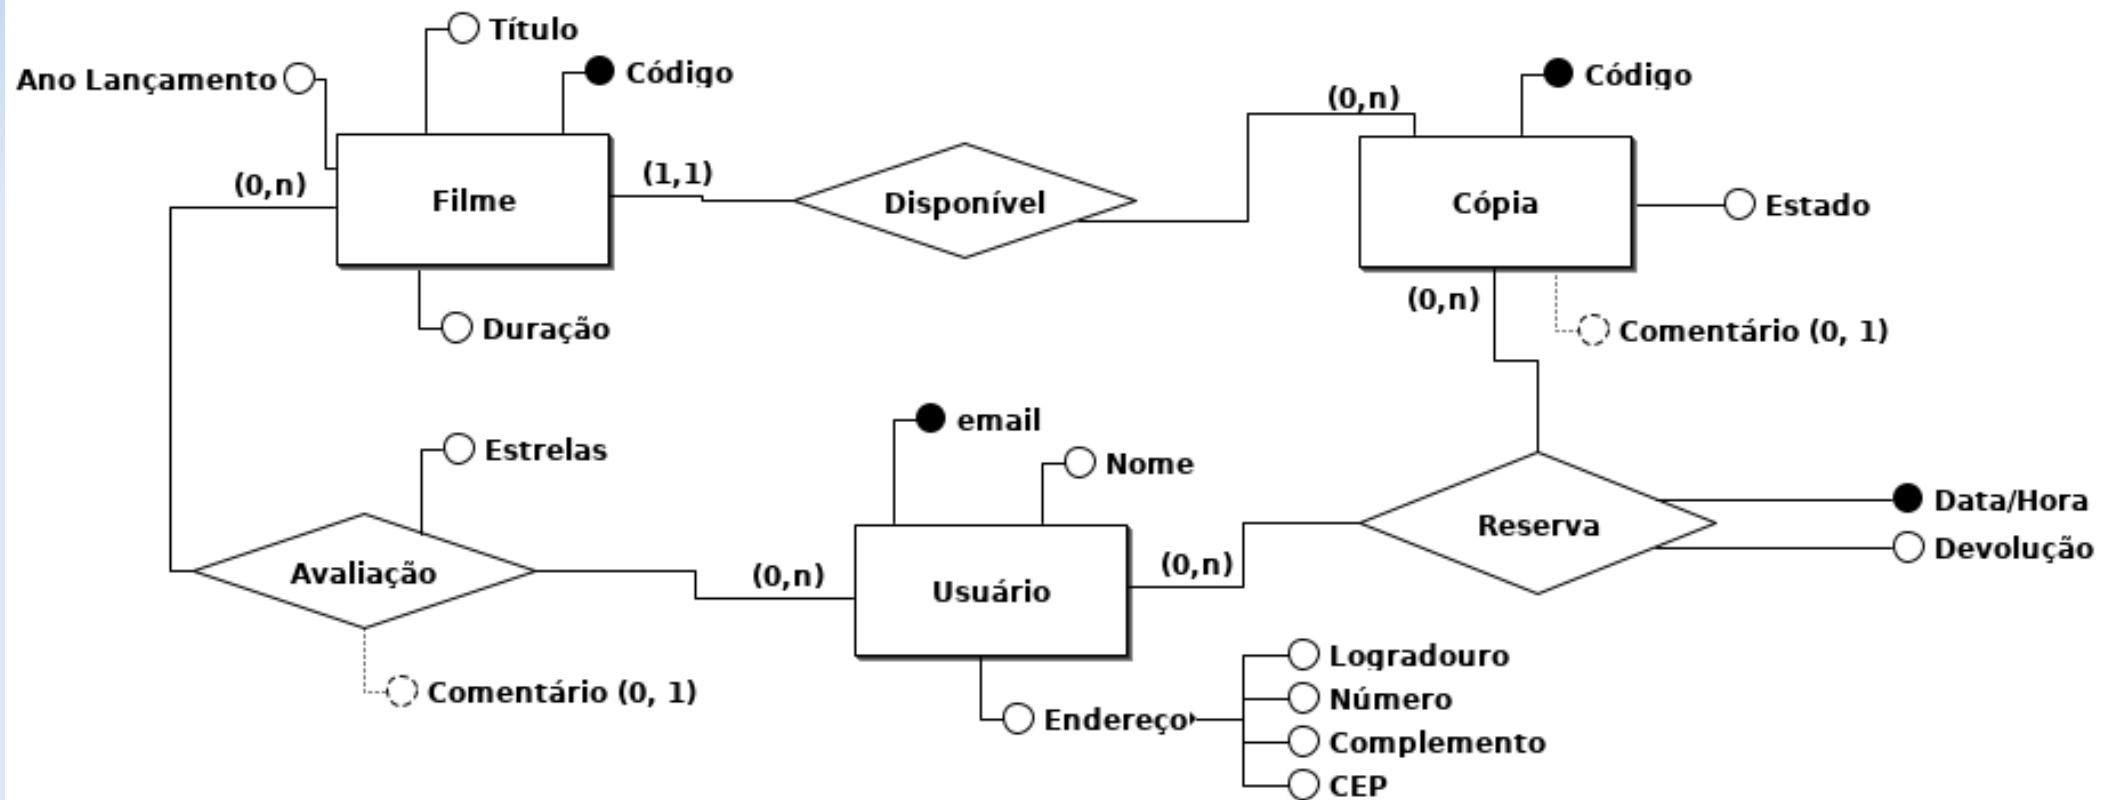 Título
Ano Lançamento
Código
(0,n)
Código
(0,n)
(1,1)
Filme
Disponível
Cópia
Estado
(0,n)
Duração
Comentário (0, 1)
email
Estrelas
Nome
Data/Hora
Reserva
Devolução
Avaliação
(0,n)
Usuário
(0,n)
Logradouro
Comentário (0, 1)
Número
Endereço
Complemento
CEP